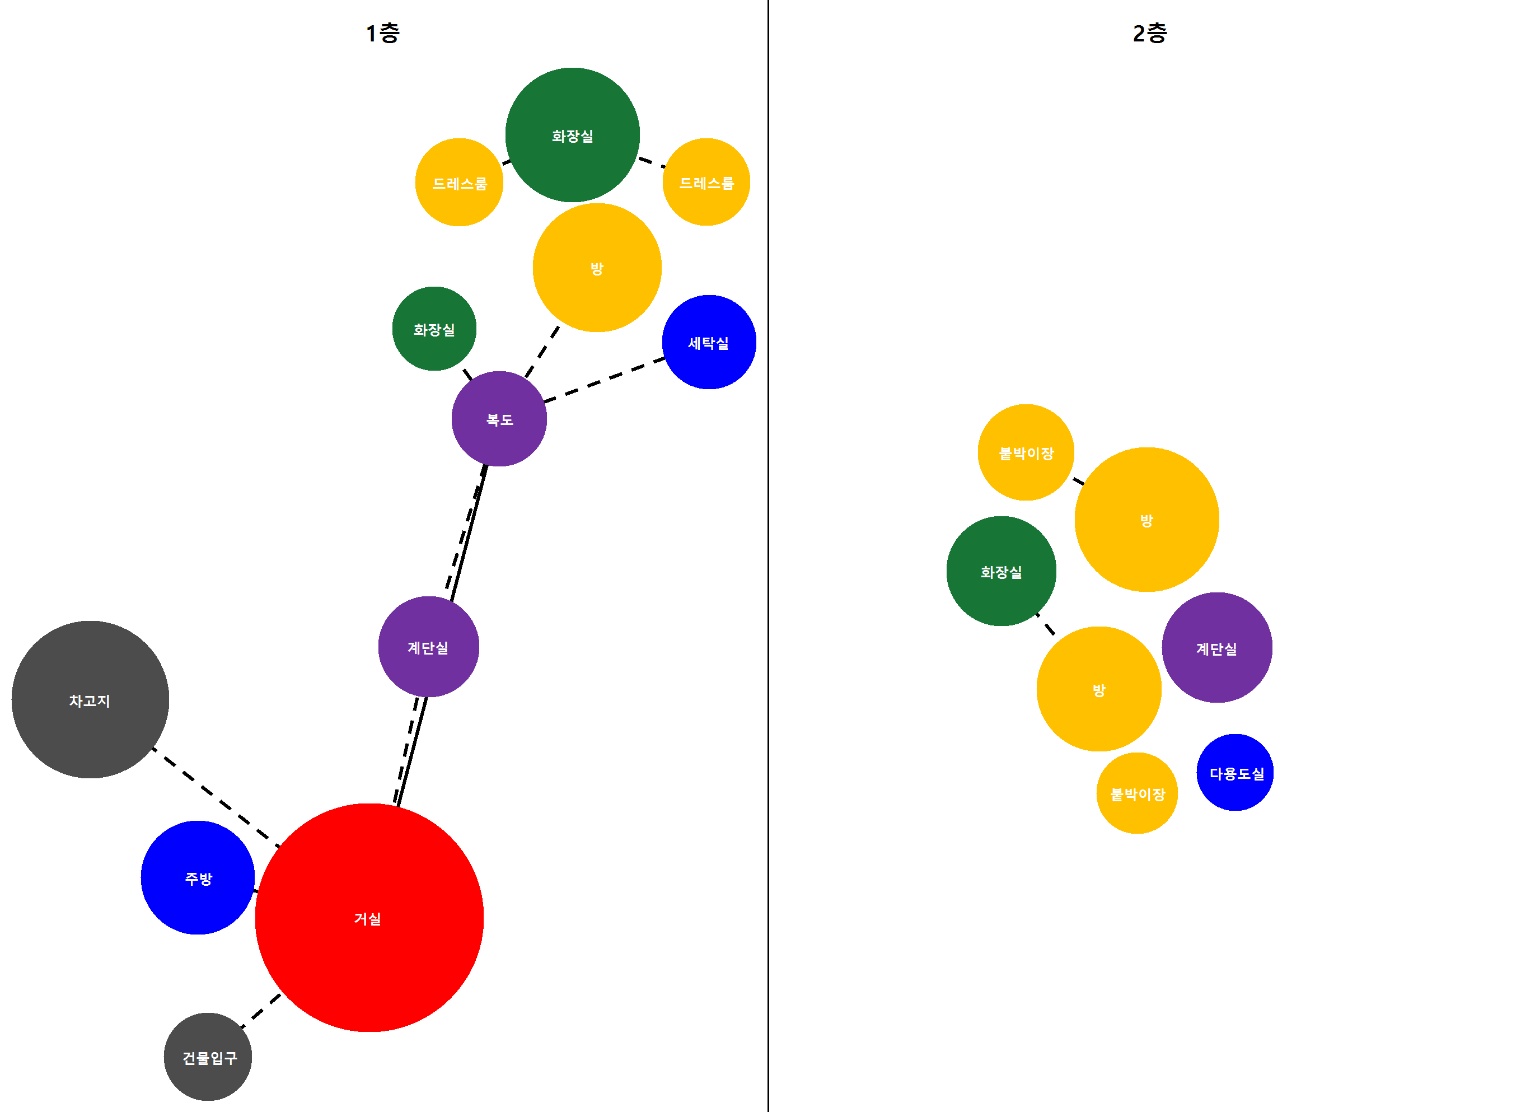 1층
화장실
드레스룸
드레스룸
방
화장실
세탁실
복도
계단실
차고지
주방
거실
건물입구
2층
붙박이장
방
화장실
계단실
방
다용도실
붙박이장